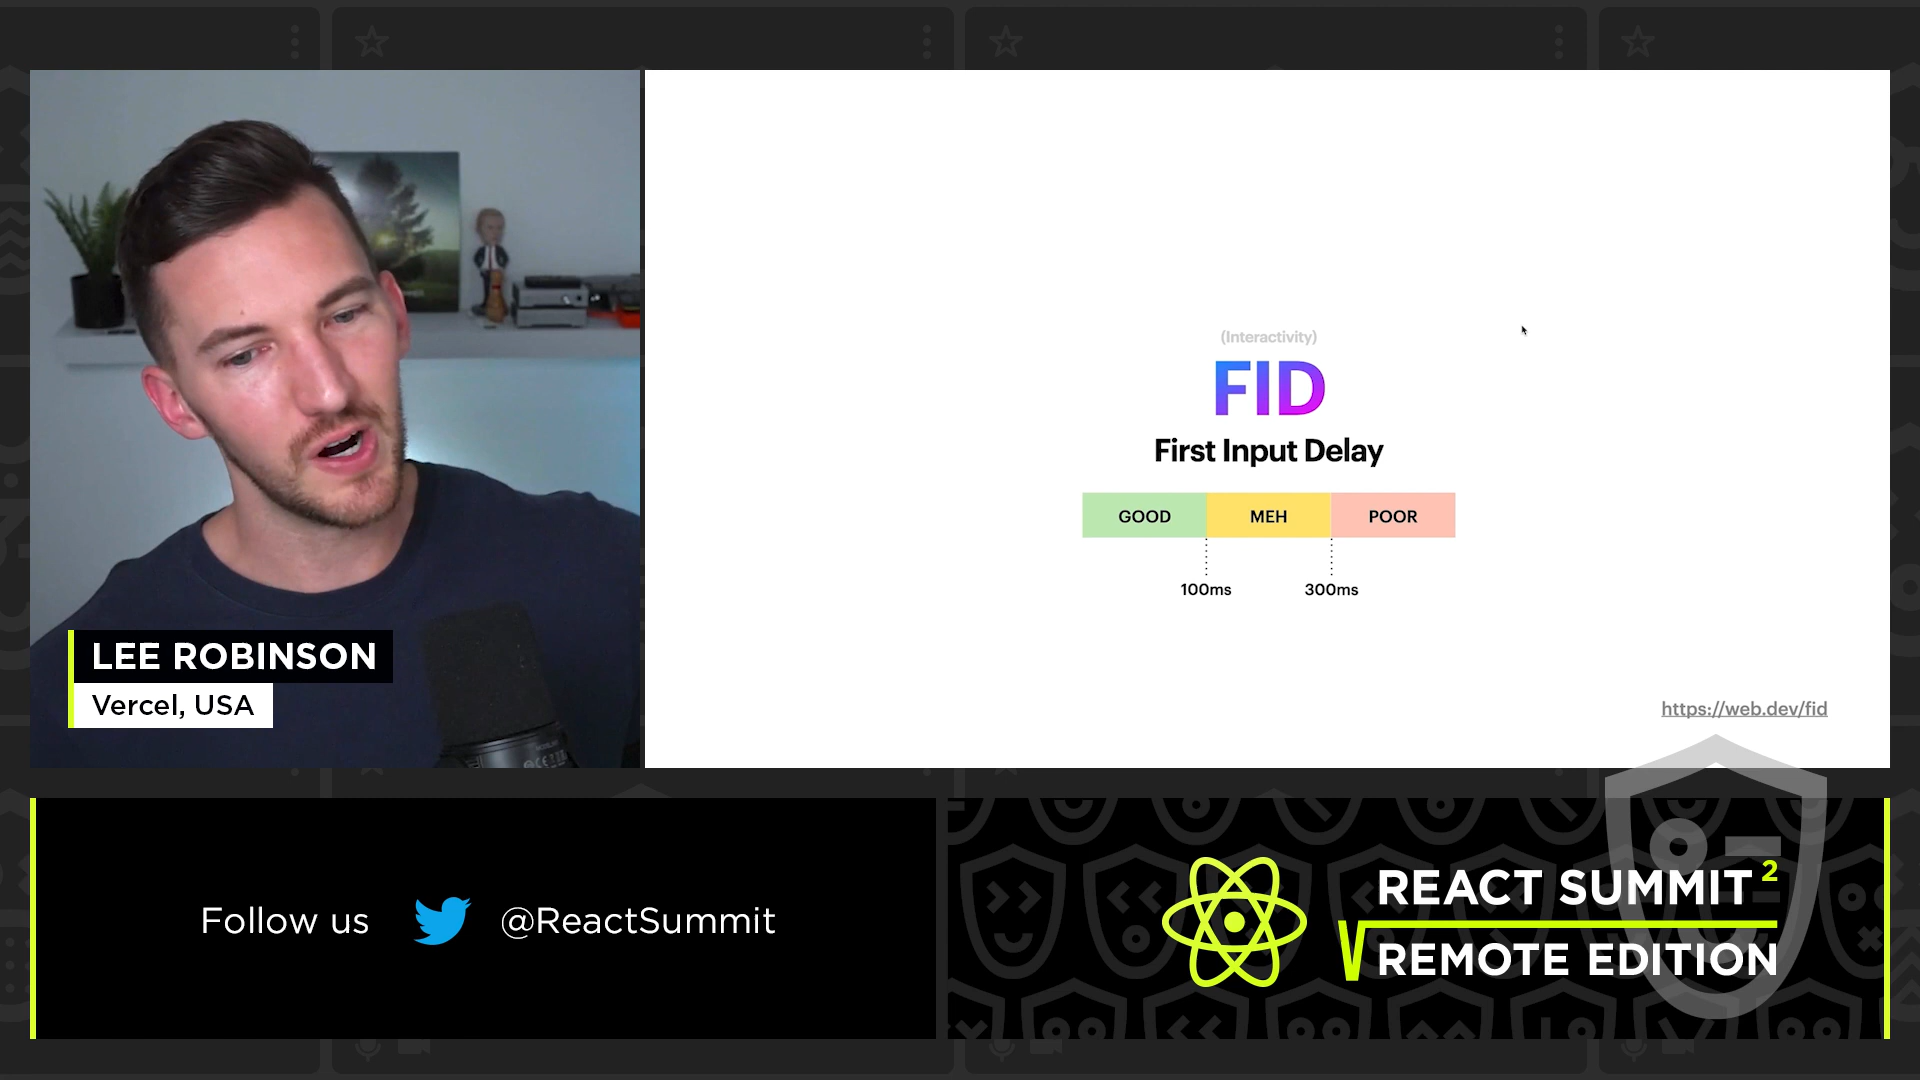 LEE ROBINSON
Vercel, USA
(Interactivity)
FID
First Input Delay
GOOD MEH POOR
100ms 300ms
https://web.dev/fid
Follow us @ReactSummit
REACT SUMMIT 2
REMOTE EDITION